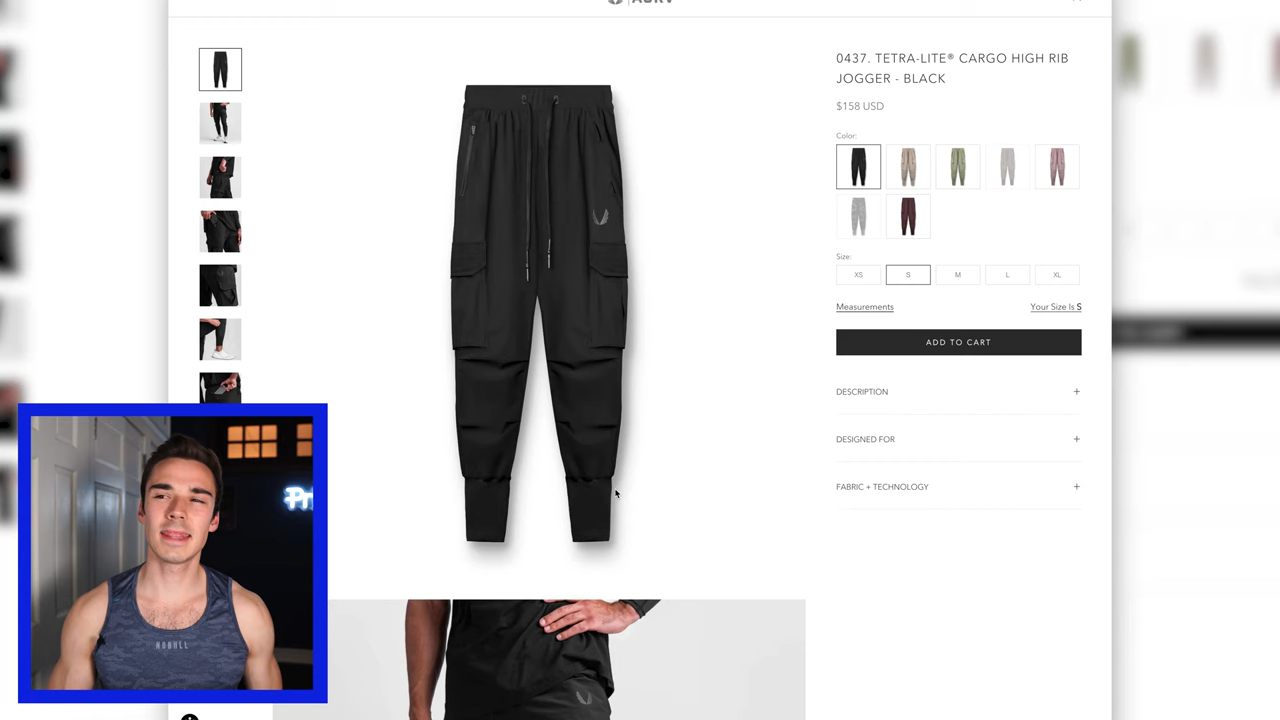 0437. TETRA-LITE® CARGO HIGH RIB
JOGGER - BLACK
$158 USD
Color:
Size:
XS S M L XL
Measurements Your Size Is S
ADD TO CART
DESCRIPTION +
DESIGNED FOR +
FABRIC + TECHNOLOGY +
NOBULL